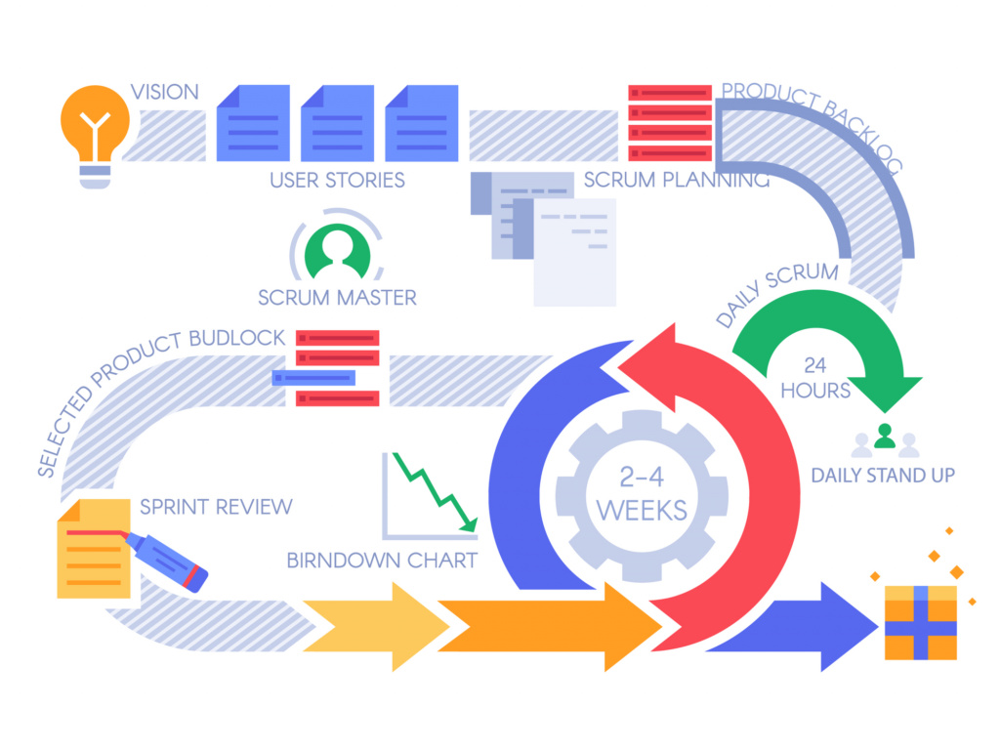 VISION
USER STORIES
SCRUM PLANNING
PRODUCT BACKLOG
SCRUM MASTER
DAILY SCRUM
24
HOURS
DAILY STAND UP
SELECTED PRODUCT BUDLOCK
2–4
WEEKS
SPRINT REVIEW
BIRNDOWN CHART